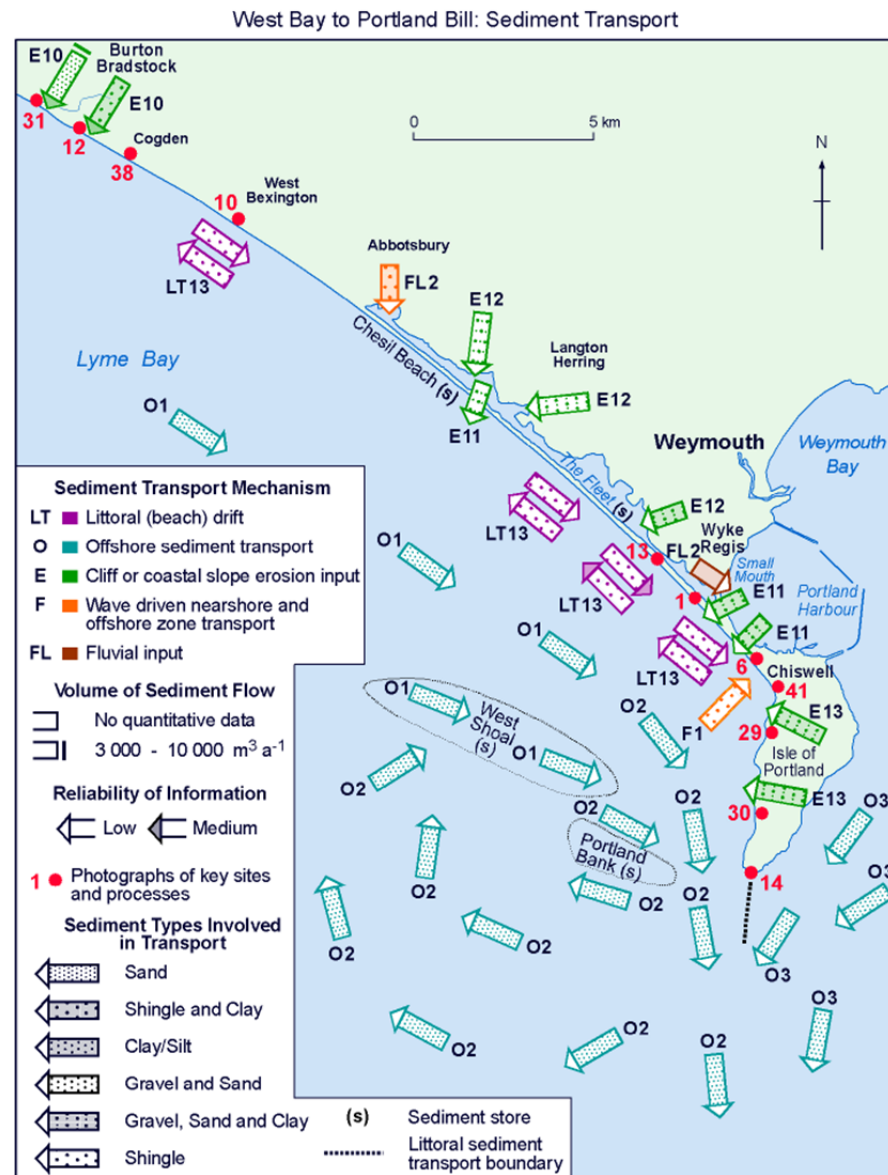 West Bay to Portland Bill: Sediment Transport
E10
Burton
Bradstock
E10
31
12
Cogden
38
0
5 km
N
10
West
Bexington
LT13
Abbotsbury
FL2
E12
Chesil Beach (s)
Langton
Herring
Lyme Bay
E12
E11
O1
Weymouth
Weymouth
Bay
The Fleet (s)
LT13
E12
Wyke
Regis
O1
13
FL2
Small
Mouth
Portland
Harbour
LT13
1
E11
E11
O1
LT13
6
Chiswell
41
O1
West
Shoal
(s)
O2
F1
29
E13
Isle of
Portland
O1
O2
O2
O2
E13
30
O3
Portland
Bank (s)
14
O3
O2
O2
O2
O2
O2
O3
O3
O2
O2
O2
Sediment Transport Mechanism
LT Littoral (beach) drift
O Offshore sediment transport
E Cliff or coastal slope erosion input
F Wave driven nearshore and
offshore zone transport
FL Fluvial input
Volume of Sediment Flow
No quantitative data
3 000 - 10 000 m³ a⁻¹
Reliability of Information
Low Medium
1 Photographs of key sites
and processes
Sediment Types Involved
in Transport
Sand
Shingle and Clay
Clay/Silt
Gravel and Sand
Gravel, Sand and Clay
Shingle
(s) Sediment store
Littoral sediment
transport boundary